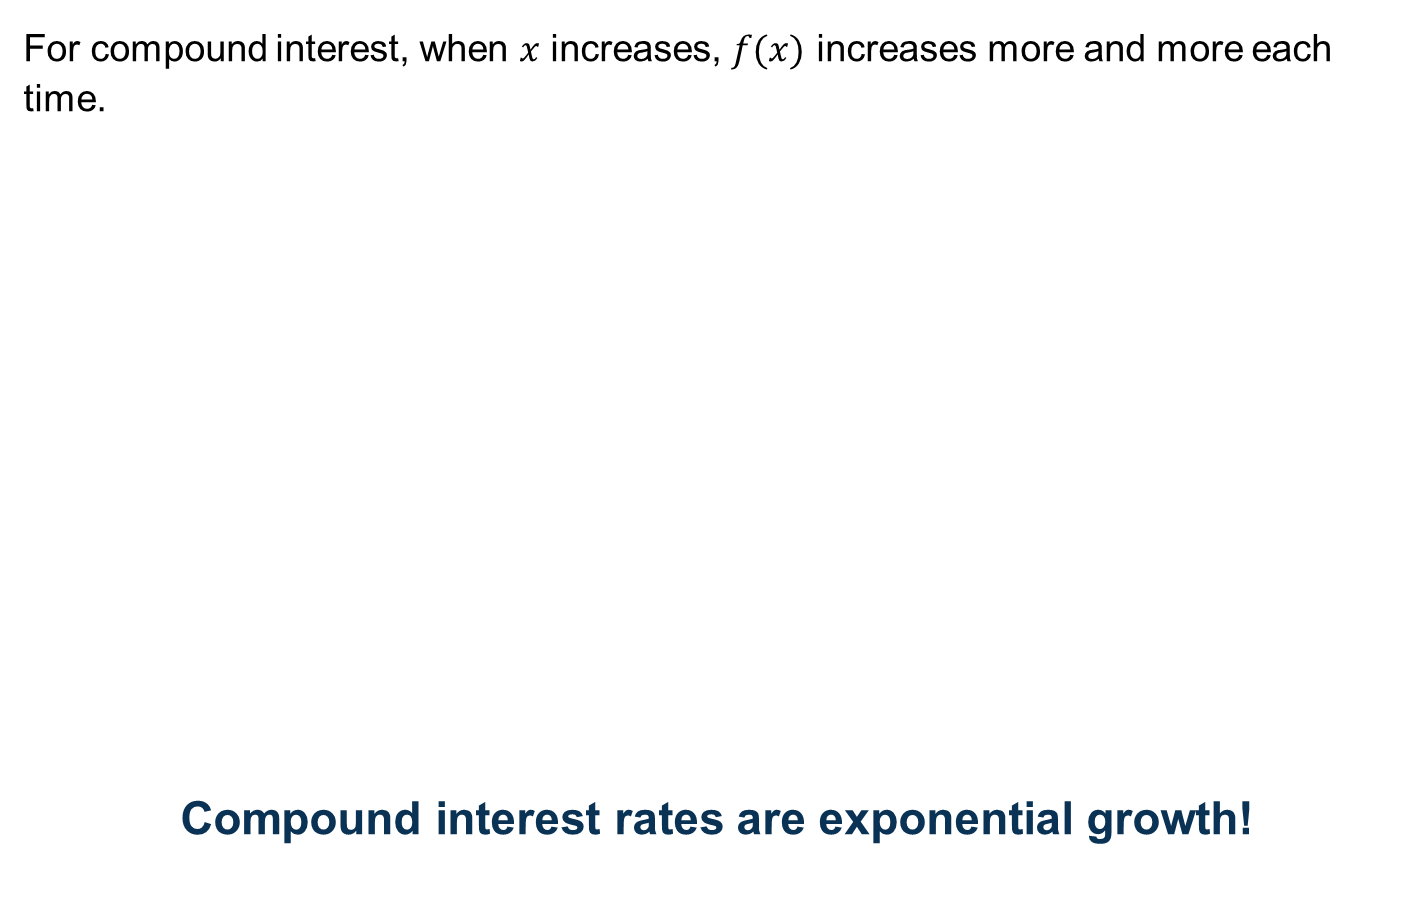 For compound interest, when 𝑥 increases, 𝑓(𝑥) increases more and more each
time.
Compound interest rates are exponential growth!